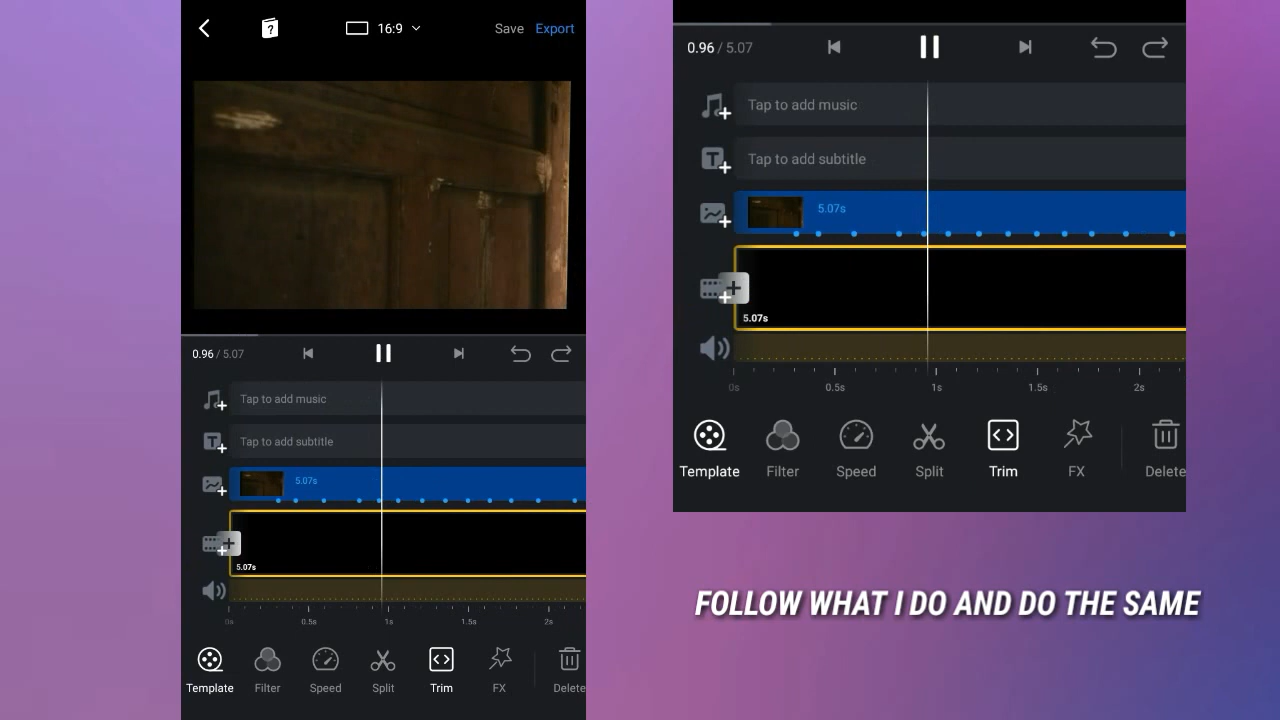 ?
16:9
Save
Export
0.96 / 5.07
Tap to add music
T
Tap to add subtitle
5.07s
5.07s
0s
0.5s
1s
1.5s
2s
Template
Filter
Speed
Split
Trim
FX
Delete
0.96 / 5.07
Tap to add music
T
Tap to add subtitle
5.07s
5.07s
0s
0.5s
1s
1.5s
2s
Template
Filter
Speed
Split
Trim
FX
Delete
FOLLOW WHAT I DO AND DO THE SAME